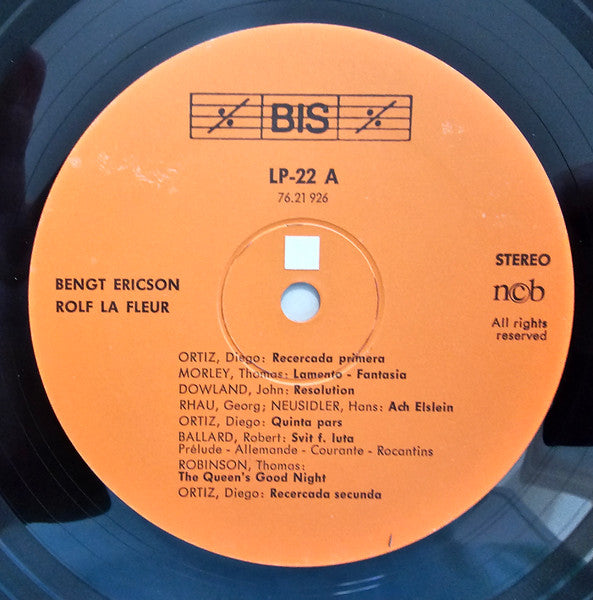 BIS
LP-22 A
76.21 926
BENGT ERICSON
ROLF LA FLEUR
STEREO
ncb
All rights
reserved
ORTIZ, Diego: Recercada primera
MORLEY, Thomas: Lamento - Fantasia
DOWLAND, John: Resolution
RHAU, Georg; NEUSIDLER, Hans: Ach Elslein
ORTIZ, Diego: Quinta pars
BALLARD, Robert: Svit f. luta
Prélude - Allemande - Courante - Rocantins
ROBINSON, Thomas:
The Queen's Good Night
ORTIZ, Diego: Recercada secunda